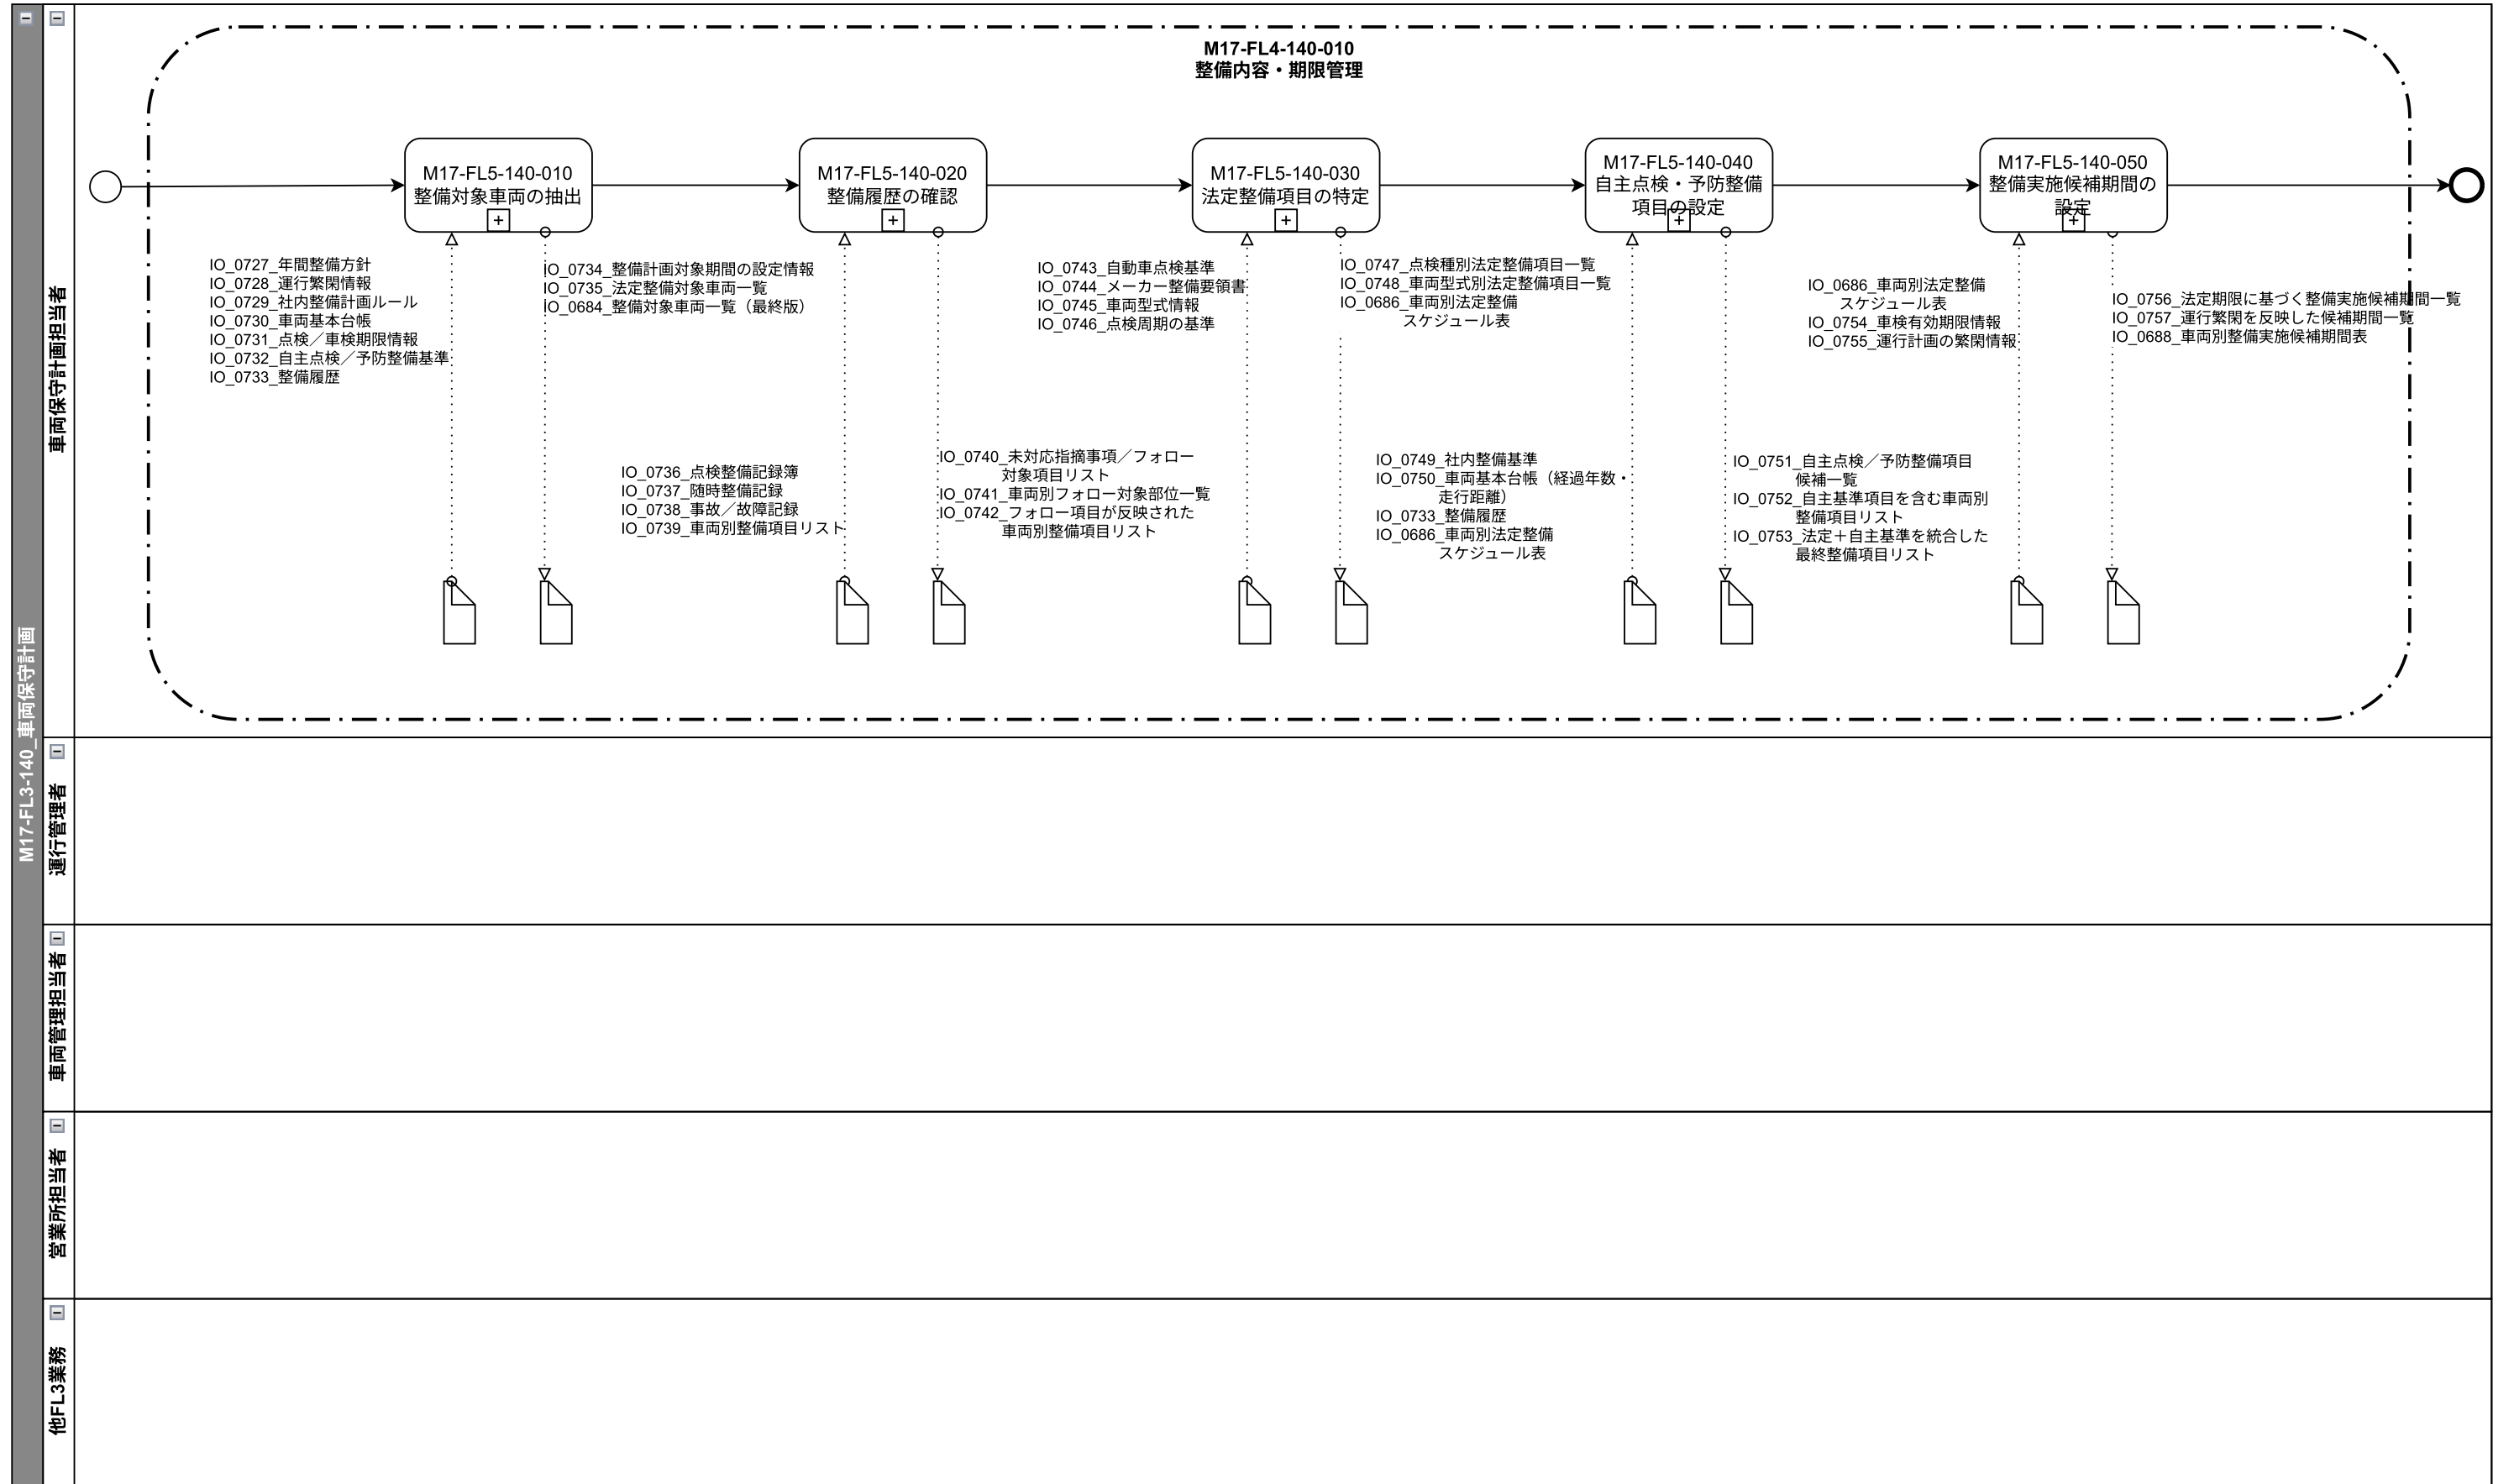 M17-FL3-140_車両保守計画
車両保守計画担当者
M17-FL4-140-010
整備内容・期限管理
M17-FL5-140-010
整備対象車両の抽出
IO_0727_年間整備方針
IO_0728_運行繁閑情報
IO_0729_社内整備計画ルール
IO_0730_車両基本台帳
IO_0731_点検／車検期限情報
IO_0732_自主点検／予防整備基準
IO_0733_整備履歴
IO_0734_整備計画対象期間の設定情報
IO_0735_法定整備対象車両一覧
IO_0684_整備対象車両一覧（最終版）
M17-FL5-140-020
整備履歴の確認
IO_0736_点検整備記録簿
IO_0737_随時整備記録
IO_0738_事故／故障記録
IO_0739_車両別整備項目リスト
IO_0740_未対応指摘事項／フォロー
対象項目リスト
IO_0741_車両別フォロー対象部位一覧
IO_0742_フォロー項目が反映された
車両別整備項目リスト
M17-FL5-140-030
法定整備項目の特定
IO_0743_自動車点検基準
IO_0744_メーカー整備要領書
IO_0745_車両型式情報
IO_0746_点検周期の基準
IO_0747_点検種別法定整備項目一覧
IO_0748_車両型式別法定整備項目一覧
IO_0686_車両別法定整備
スケジュール表
M17-FL5-140-040
自主点検・予防整備
項目の設定
IO_0749_社内整備基準
IO_0750_車両基本台帳（経過年数・
走行距離）
IO_0733_整備履歴
IO_0686_車両別法定整備
スケジュール表
IO_0751_自主点検／予防整備項目
候補一覧
IO_0752_自主基準項目を含む車両別
整備項目リスト
IO_0753_法定＋自主基準を統合した
最終整備項目リスト
M17-FL5-140-050
整備実施候補期間の
設定
IO_0686_車両別法定整備
スケジュール表
IO_0754_車検有効期限情報
IO_0755_運行計画の繁閑情報
IO_0756_法定期限に基づく整備実施候補期間一覧
IO_0757_運行繁閑を反映した候補期間一覧
IO_0688_車両別整備実施候補期間表
運行管理者
車両管理担当者
営業所担当者
他FL3業務